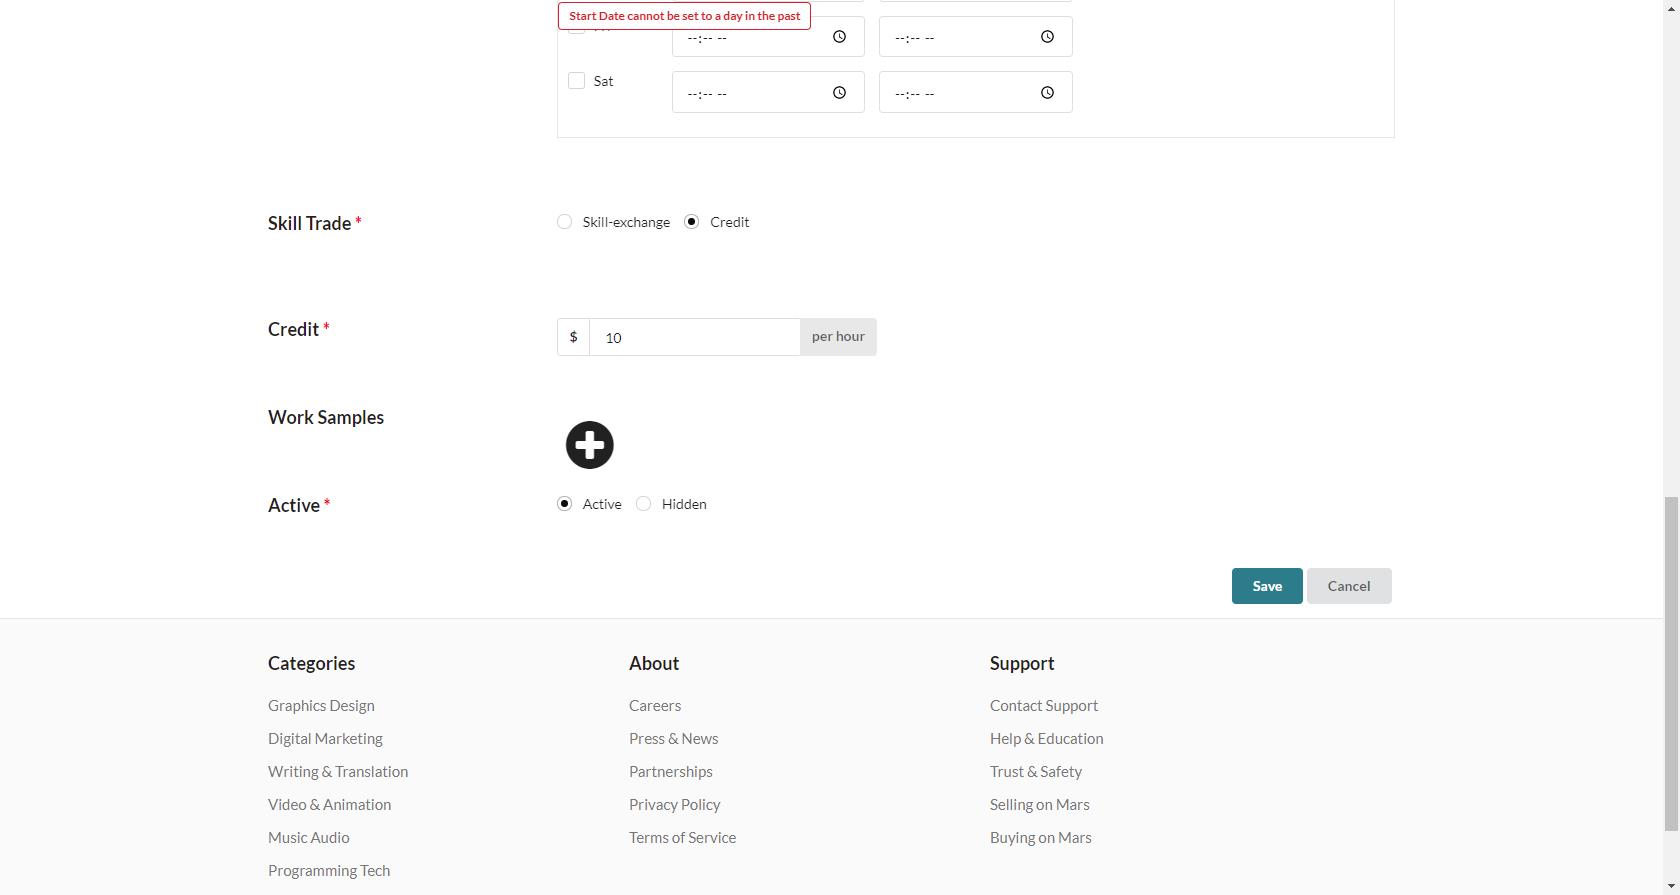 Start Date cannot be set to a day in the past
--:-- -- --:-- --
Sat --:-- -- --:-- --
Skill Trade * Skill-exchange Credit
Credit * $ 10 per hour
Work Samples
Active * Active Hidden
Save Cancel
Categories About Support
Graphics Design Careers Contact Support
Digital Marketing Press & News Help & Education
Writing & Translation Partnerships Trust & Safety
Video & Animation Privacy Policy Selling on Mars
Music Audio Terms of Service Buying on Mars
Programming Tech